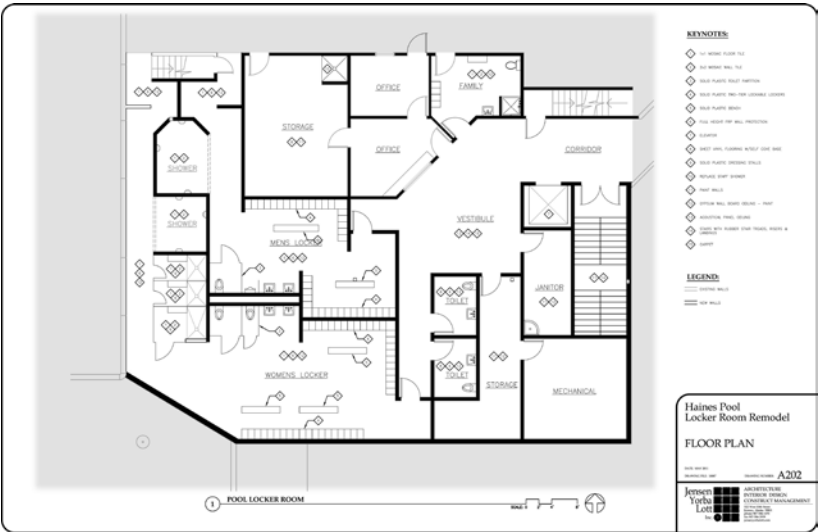 KEYNOTES:
1x1 MOSAIC FLOOR TILE
2x2 MOSAIC WALL TILE
SOLID PLASTIC TOILET PARTITION
SOLID PLASTIC TWO-TIER LOCKABLE LOCKERS
SOLID PLASTIC BENCH
FULL HEIGHT FRP WALL PROTECTION
ELEVATOR
SHEET VINYL FLOORING W/SELF COVE BASE
SOLID PLASTIC DRESSING STALLS
PAINT WALLS
GYPSUM WALL BOARD CEILING - PAINT
ACOUSTICAL PANEL CEILING
STAIRS WITH RUBBER STAIR TREADS, RISERS &
LANDINGS
CARPET
LEGEND:
EXISTING WALLS
NEW WALLS
OFFICE
FAMILY
STORAGE
OFFICE
CORRIDOR
SHOWER
SHOWER
VESTIBULE
MENS LOCKER
JANITOR
TOILET
WOMENS LOCKER
TOILET
STORAGE
MECHANICAL
1 POOL LOCKER ROOM
SCALE:
Haines Pool
Locker Room Remodel
FLOOR PLAN
A202
Jensen
Yorba
Lott
Inc.
ARCHITECTURE
INTERIOR DESIGN
CONSTRUCT MANAGEMENT